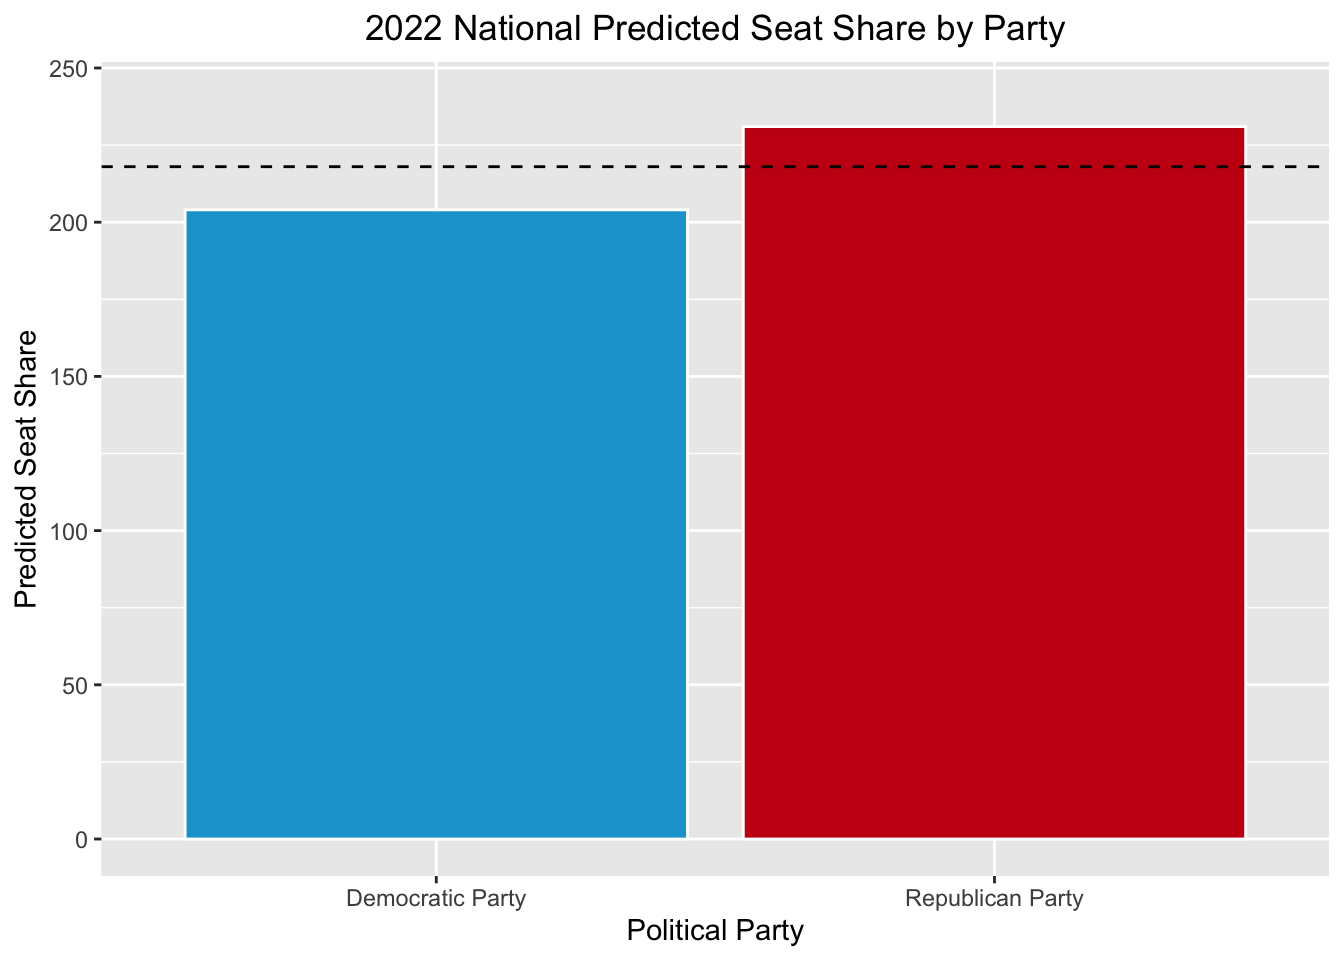 2022 National Predicted Seat Share by Party
Predicted Seat Share
250
200
150
100
50
0
Democratic Party
Republican Party
Political Party